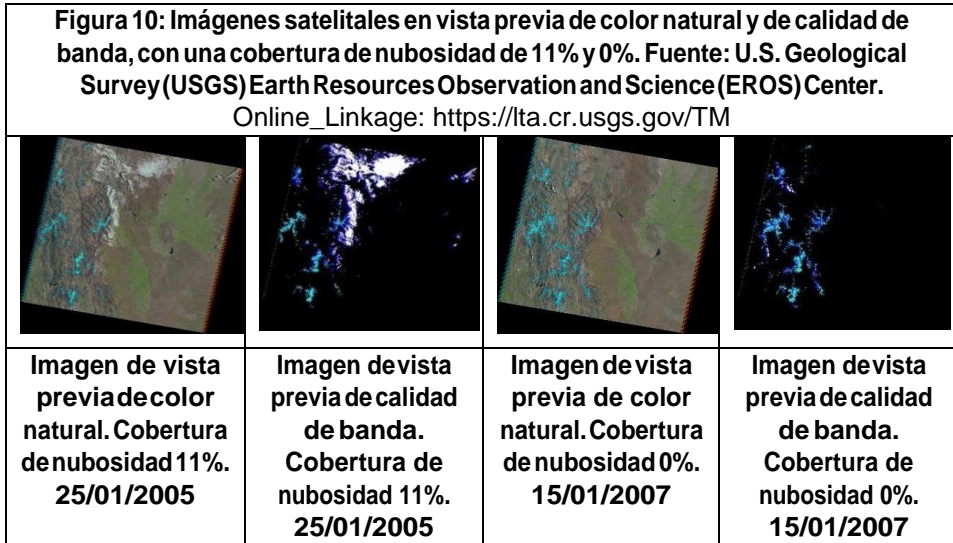 Figura 10: Imágenes satelitales en vista previa de color natural y de calidad de
banda, con una cobertura de nubosidad de 11% y 0%. Fuente: U.S. Geological
Survey (USGS) Earth Resources Observation and Science (EROS) Center.
Online_Linkage: https://lta.cr.usgs.gov/TM
Imagen de vista
previa de color
natural. Cobertura
de nubosidad 11%.
25/01/2005
Imagen de vista
previa de calidad
de banda.
Cobertura de
nubosidad 11%.
25/01/2005
Imagen de vista
previa de color
natural. Cobertura
de nubosidad 0%.
15/01/2007
Imagen de vista
previa de calidad
de banda.
Cobertura de
nubosidad 0%.
15/01/2007